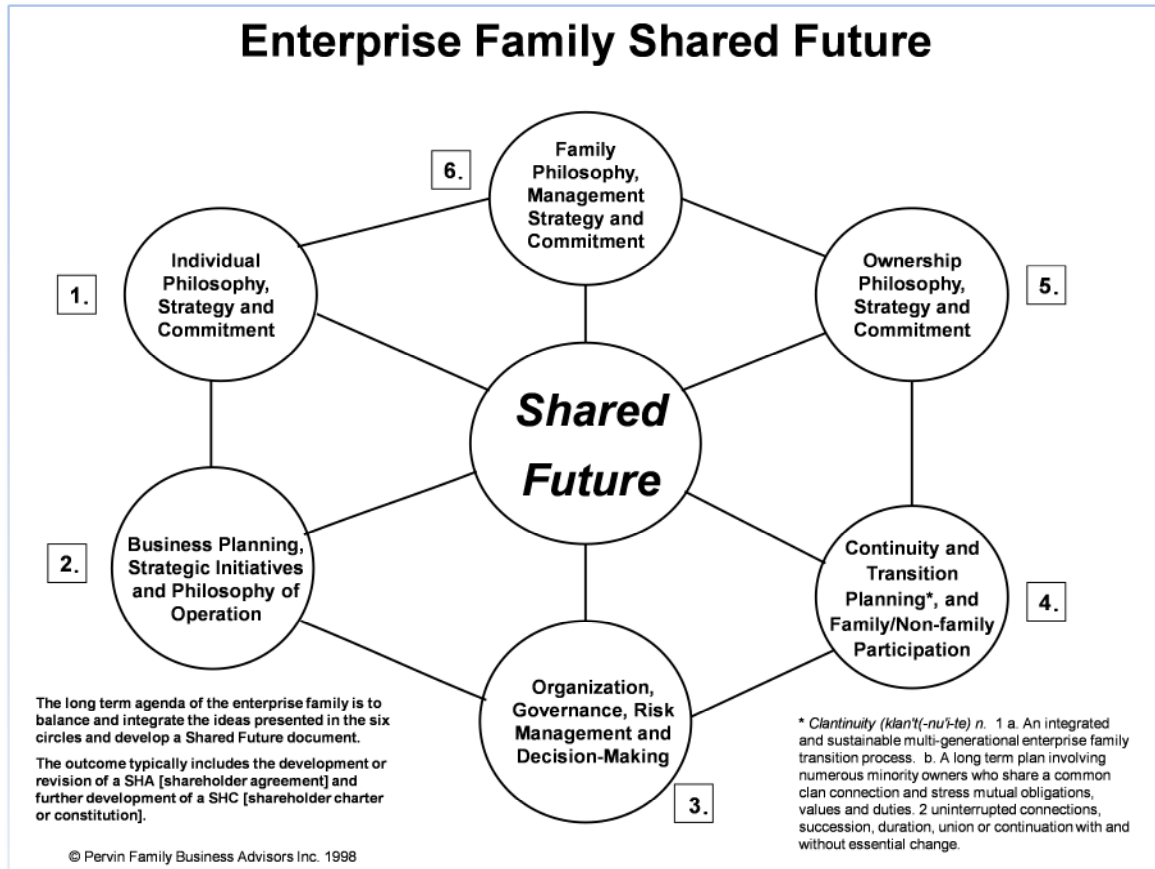 Enterprise Family Shared Future
6.
Family
Philosophy,
Management
Strategy and
Commitment
1.
Individual
Philosophy,
Strategy and
Commitment
Ownership
Philosophy,
Strategy and
Commitment
5.
Shared
Future
2.
Business Planning,
Strategic Initiatives
and Philosophy of
Operation
Continuity and
Transition
Planning*, and
Family/Non-family
Participation
4.
Organization,
Governance, Risk
Management and
Decision-Making
3.
The long term agenda of the enterprise family is to
balance and integrate the ideas presented in the six
circles and develop a Shared Future document.
The outcome typically includes the development or
revision of a SHA [shareholder agreement] and
further development of a SHC [shareholder charter
or constitution].
© Pervin Family Business Advisors Inc. 1998
* Clantinuity (klan't(-nu'i-te) n. 1 a. An integrated
and sustainable multi-generational enterprise family
transition process. b. A long term plan involving
numerous minority owners who share a common
clan connection and stress mutual obligations,
values and duties. 2 uninterrupted connections,
succession, duration, union or continuation with and
without essential change.